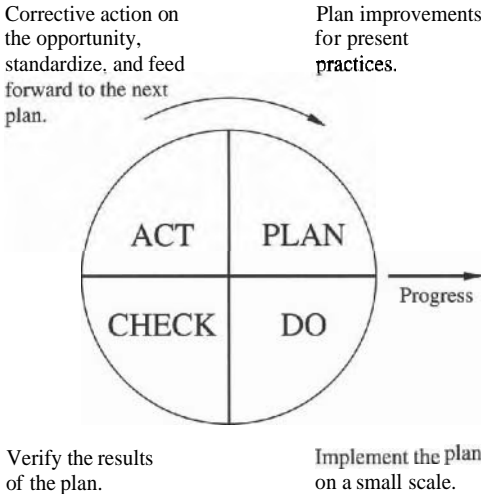 Corrective action on
the opportunity,
standardize, and feed
forward to the next
plan.
Plan improvements
for present
practices.
ACT
PLAN
Progress
CHECK
DO
Verify the results
of the plan.
Implement the plan
on a small scale.